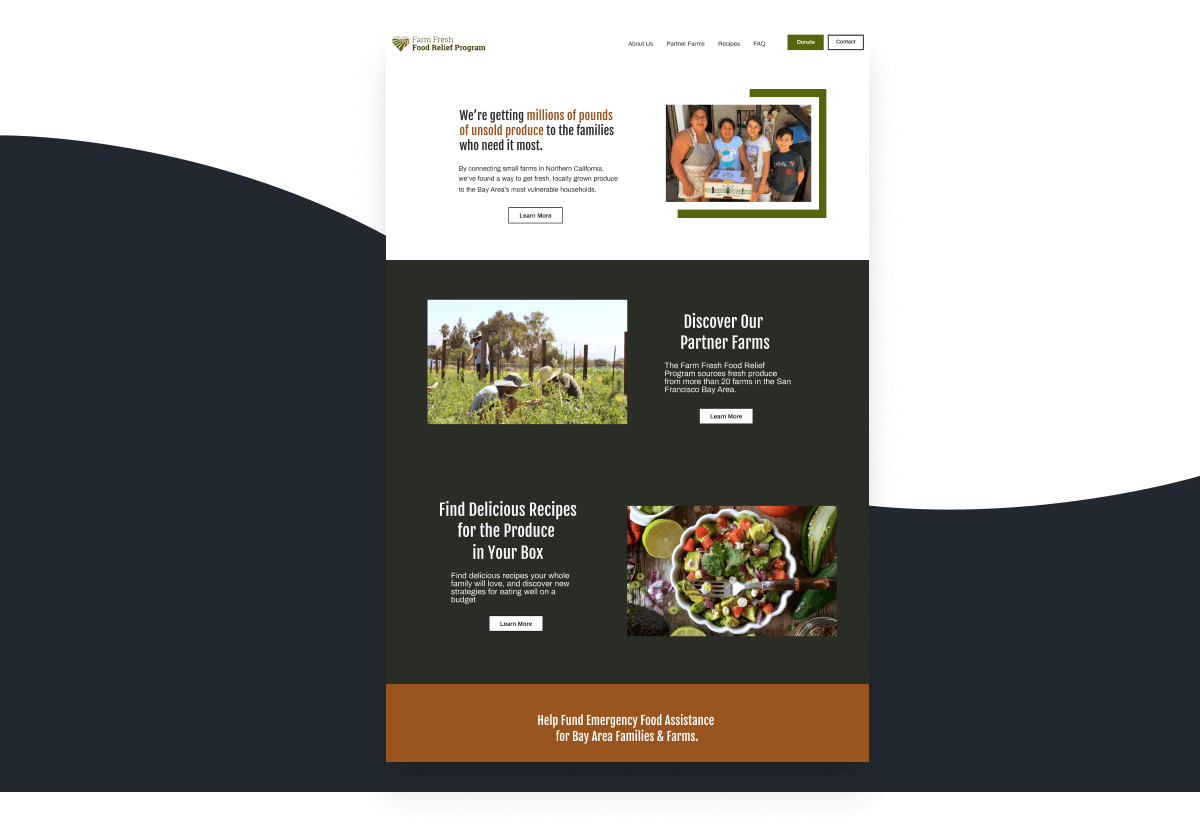 Farm Fresh
Food Relief Program
About Us
Partner Farms
Recipes
FAQ
Donate
Contact
We're getting millions of pounds
of unsold produce to the families
who need it most.
By connecting small farms in Northern California,
we've found a way to get fresh, locally grown produce
to the Bay Area's most vulnerable households.
Learn More
Discover Our
Partner Farms
The Farm Fresh Food Relief
Program sources fresh produce
from more than 20 farms in the San
Francisco Bay Area.
Learn More
Find Delicious Recipes
for the Produce
in Your Box
Find delicious recipes your whole
family will love, and discover new
strategies for eating well on a
budget
Learn More
Help Fund Emergency Food Assistance
for Bay Area Families & Farms.